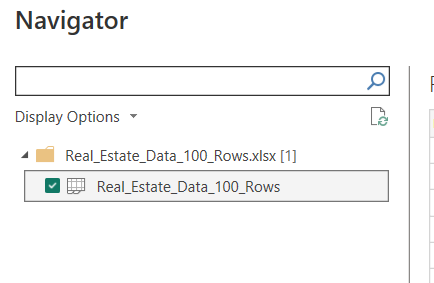 Navigator
Display Options
Real_Estate_Data_100_Rows.xlsx [1]
Real_Estate_Data_100_Rows